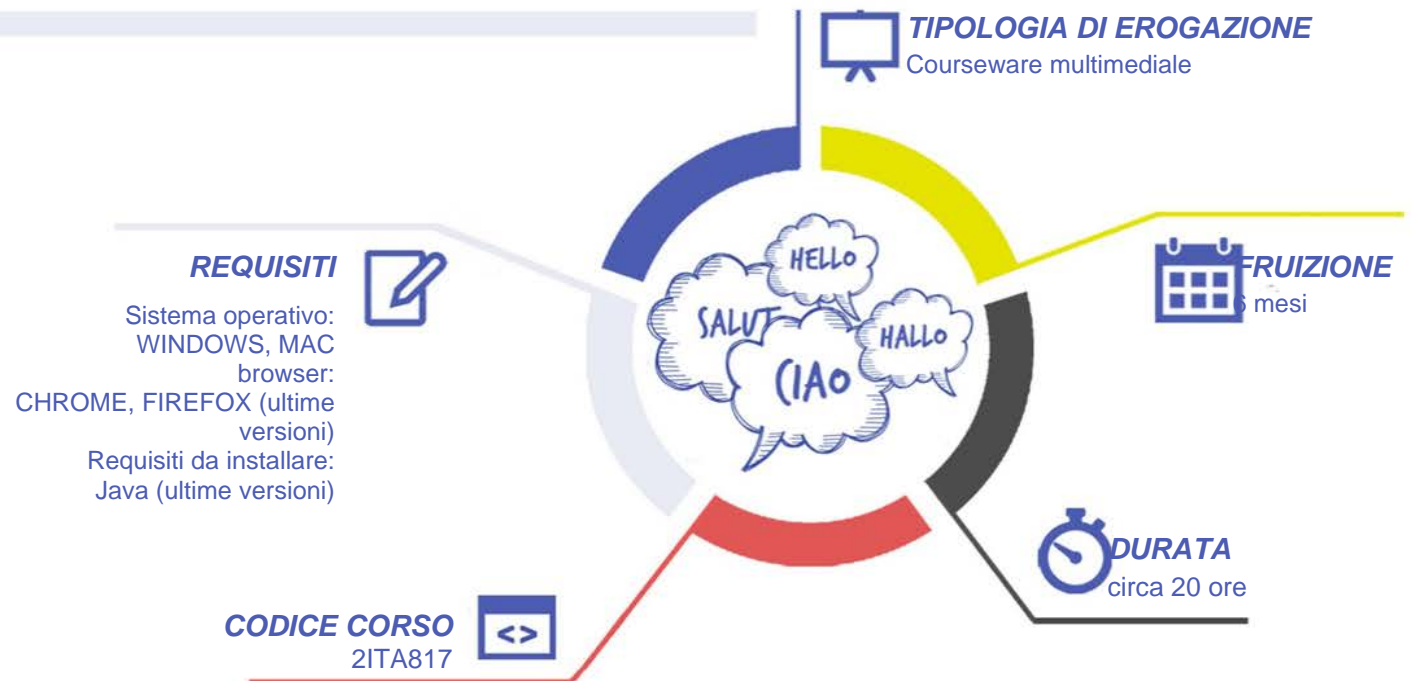 TIPOLOGIA DI EROGAZIONE
Courseware multimediale
REQUISITI
Sistema operativo:
WINDOWS, MAC
browser:
CHROME, FIREFOX (ultime
versioni)
Requisiti da installare:
Java (ultime versioni)
HELLO
SALUT
HALLO
CIAO
FRUIZIONE
6 mesi
DURATA
circa 20 ore
CODICE CORSO
2ITA817
<>